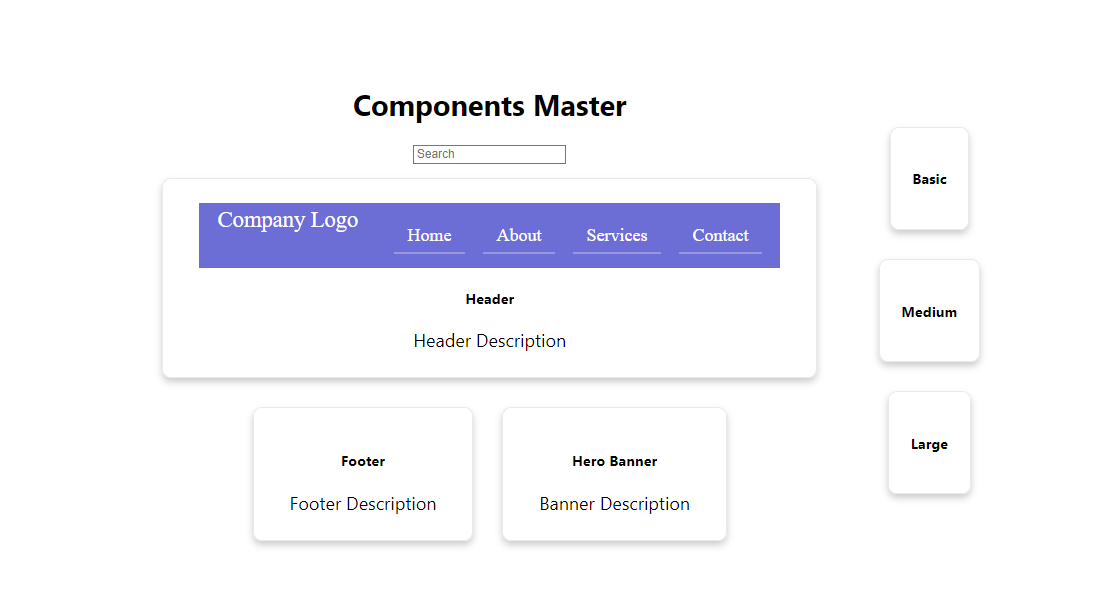 Components Master
Search
Company Logo
Home About Services Contact
Header
Header Description
Footer
Footer Description
Hero Banner
Banner Description
Basic
Medium
Large